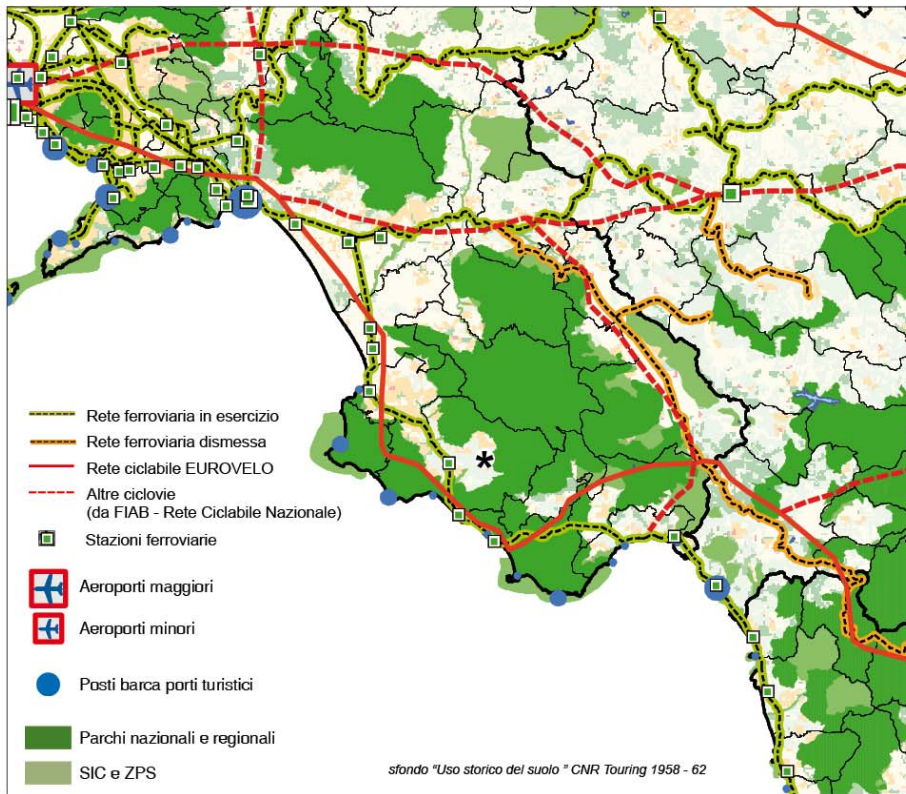 Rete ferroviaria in esercizio
Rete ferroviaria dismessa
Rete ciclabile EUROVELO
Altre ciclovie
(da FIAB - Rete Ciclabile Nazionale)
Stazioni ferroviarie
Aeroporti maggiori
Aeroporti minori
Posti barca porti turistici
Parchi nazionali e regionali
SIC e ZPS
sfondo "Uso storico del suolo " CNR Touring 1958 - 62
*